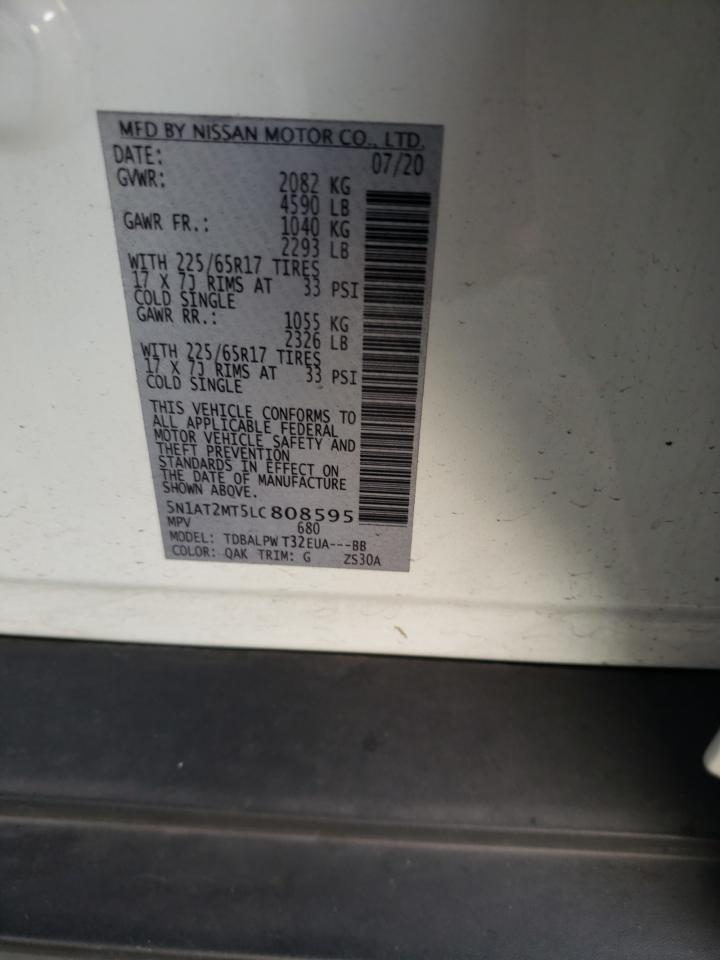 MFD BY NISSAN MOTOR CO., LTD.
DATE: 07/20
GVWR: 2082 KG
4590 LB
GAWR FR.: 1040 KG
2293 LB
WITH 225/65R17 TIRES
17 X 7J RIMS AT 33 PSI
COLD SINGLE
GAWR RR.: 1055 KG
2326 LB
WITH 225/65R17 TIRES
17 X 7J RIMS AT 33 PSI
COLD SINGLE
THIS VEHICLE CONFORMS TO
ALL APPLICABLE FEDERAL
MOTOR VEHICLE SAFETY AND
THEFT PREVENTION
STANDARDS IN EFFECT ON
THE DATE OF MANUFACTURE
SHOWN ABOVE.
5N1AT2MT5LC808595
MPV 680
MODEL: TDBALPW T32EUA---BB
COLOR: QAK TRIM: G ZS30A